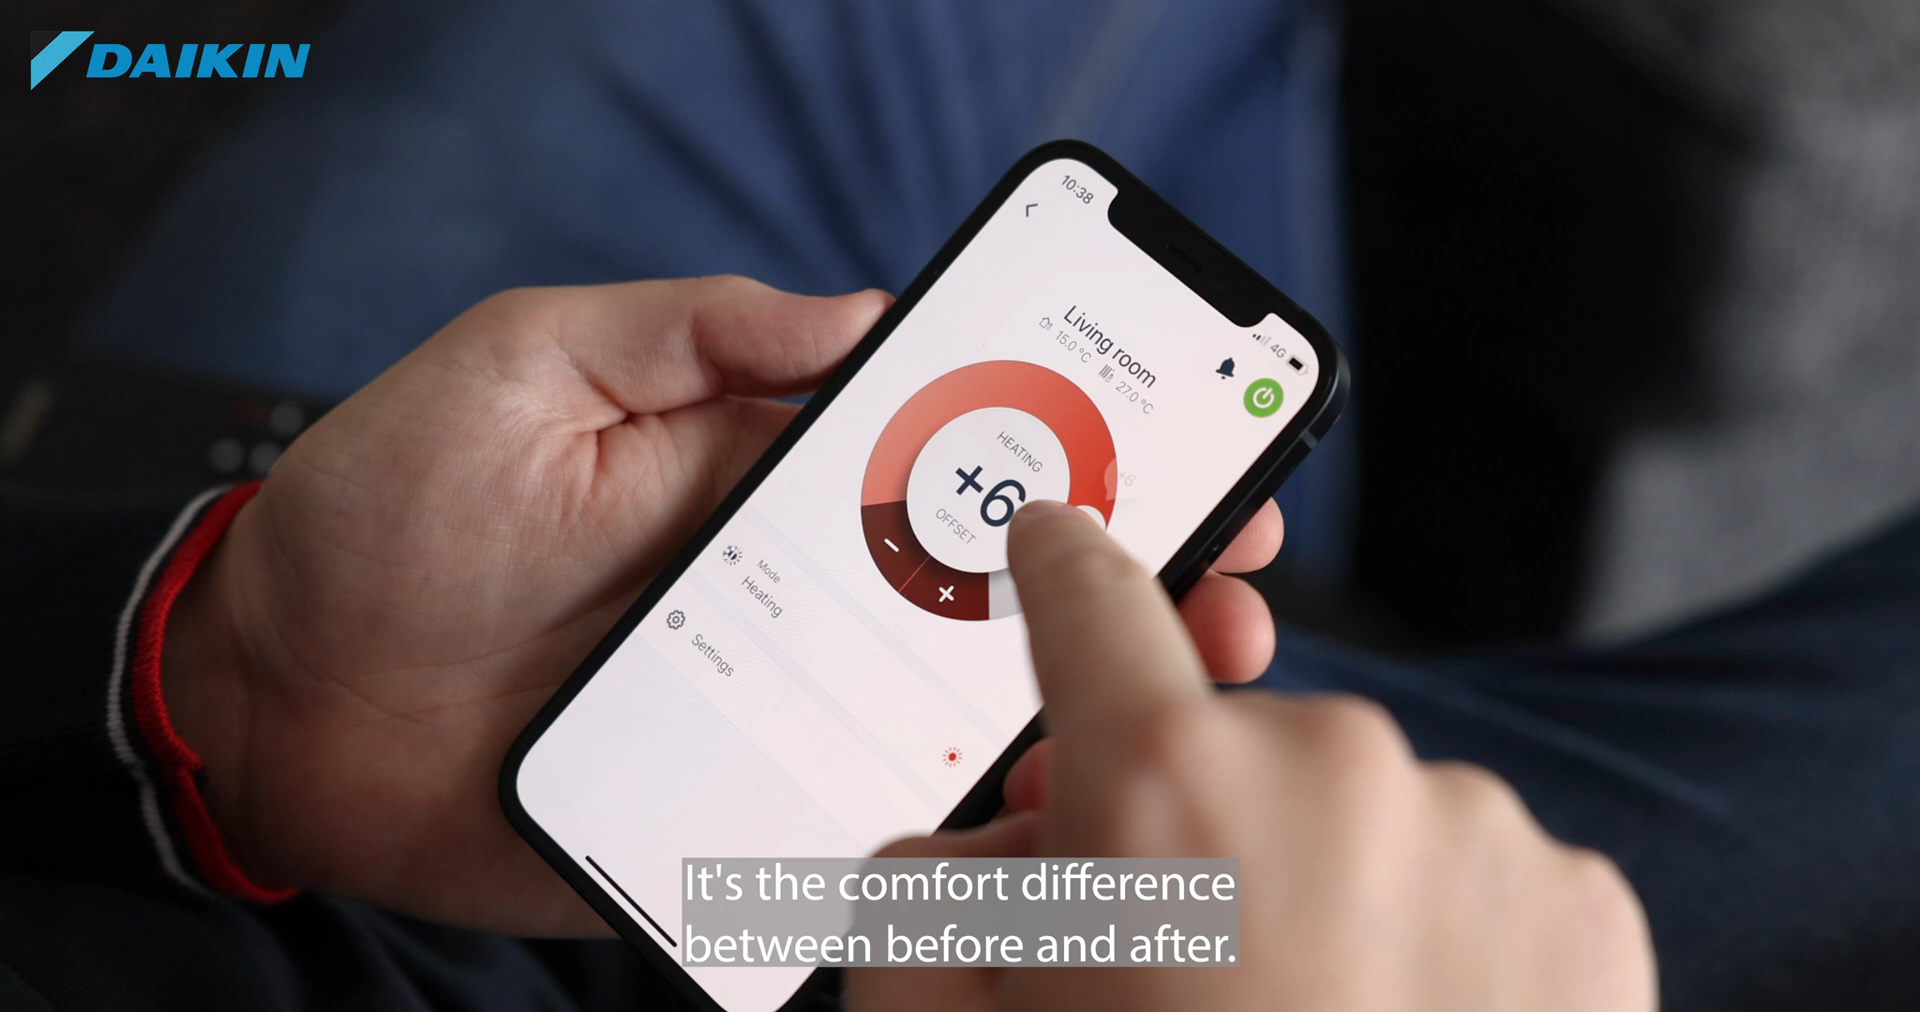 DAIKIN
10:38
4G
Living room
15.0 °C 27.0 °C
HEATING
+6
OFFSET
+6
Mode
Heating
Settings
It's the comfort difference
between before and after.